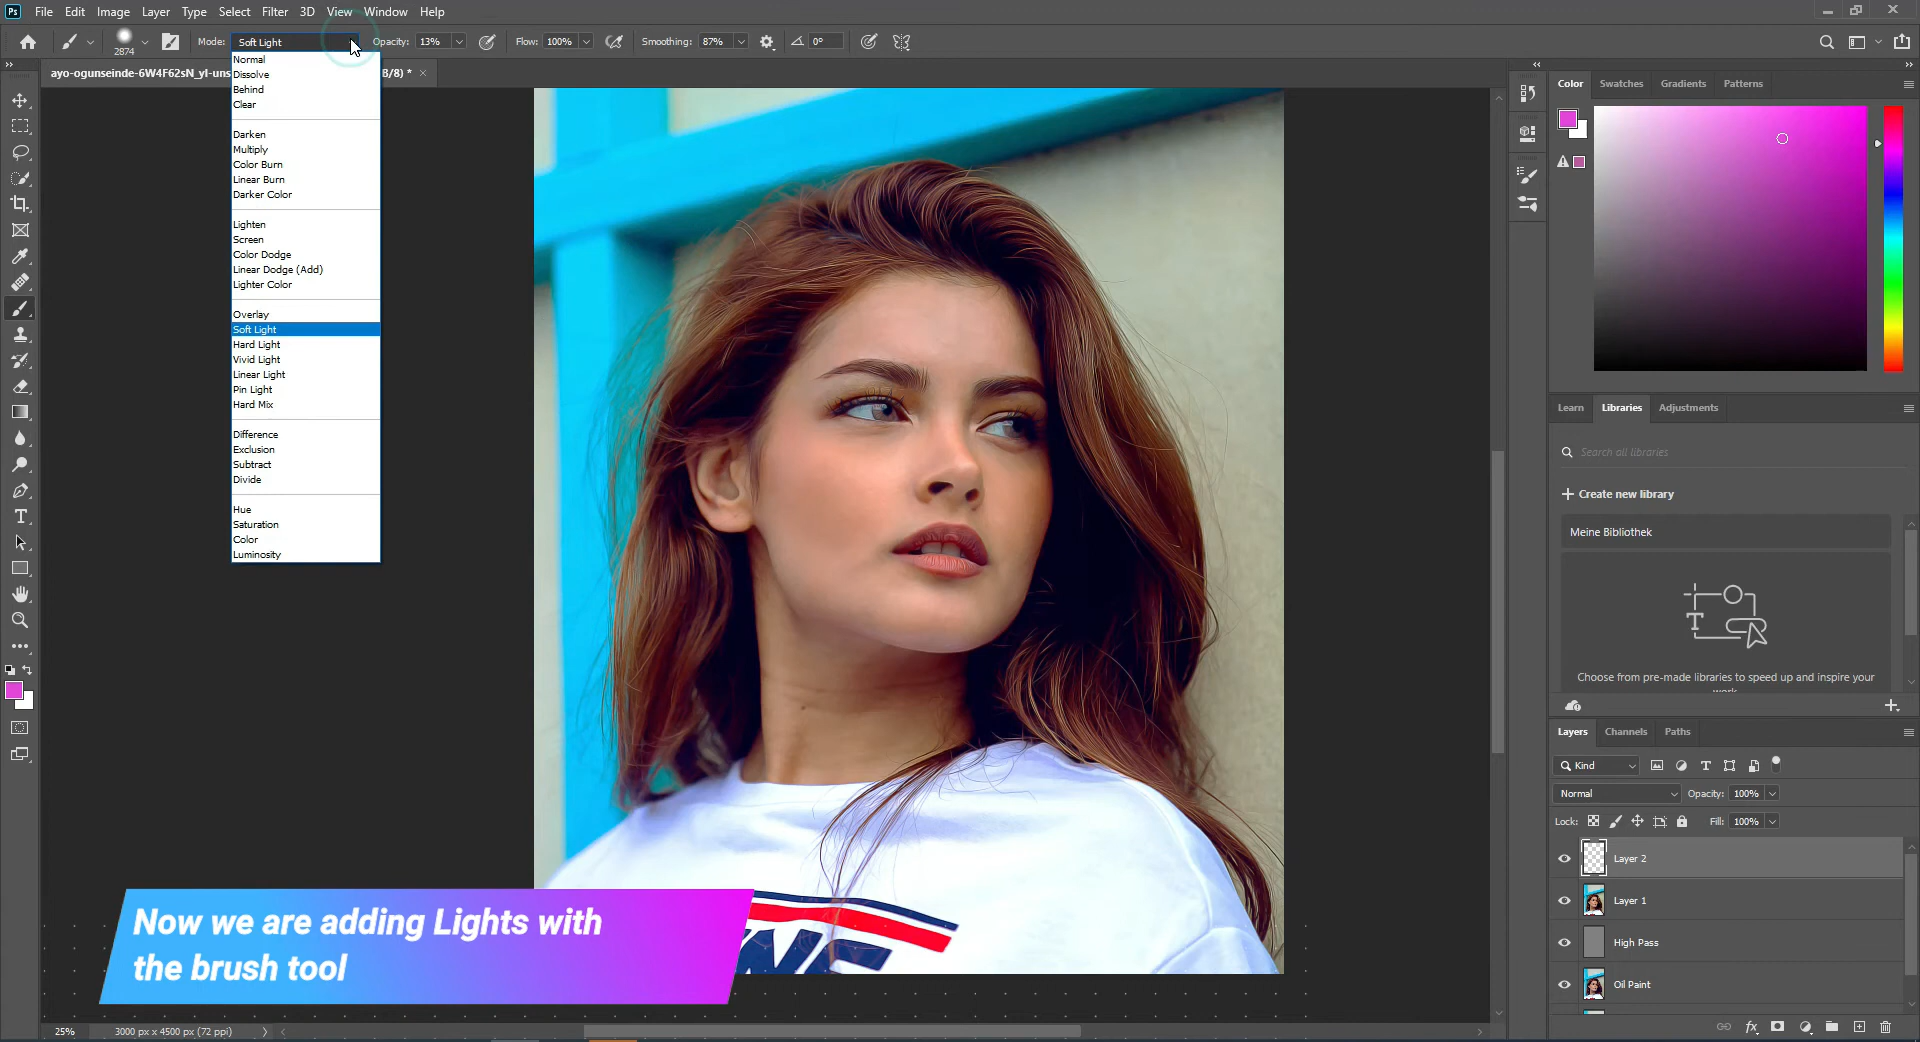 Ps File Edit Image Layer Type Select Filter 3D View Window Help
2874 Mode: Soft Light Opacity: 13% Flow: 100% Smoothing: 87% 0°
ayo-ogunseinde-6W4F62sN_yI-uns B/8) *
Normal
Dissolve
Behind
Clear
Darken
Multiply
Color Burn
Linear Burn
Darker Color
Lighten
Screen
Color Dodge
Linear Dodge (Add)
Lighter Color
Overlay
Soft Light
Hard Light
Vivid Light
Linear Light
Pin Light
Hard Mix
Difference
Exclusion
Subtract
Divide
Hue
Saturation
Color
Luminosity
Color Swatches Gradients Patterns
Learn Libraries Adjustments
Search all libraries
Create new library
Meine Bibliothek
Choose from pre-made libraries to speed up and inspire your
Layers Channels Paths
Kind
Normal Opacity: 100%
Lock: Fill: 100%
Layer 2
Layer 1
High Pass
Oil Paint
Now we are adding Lights with
the brush tool
25% 3000 px x 4500 px (72 ppi)